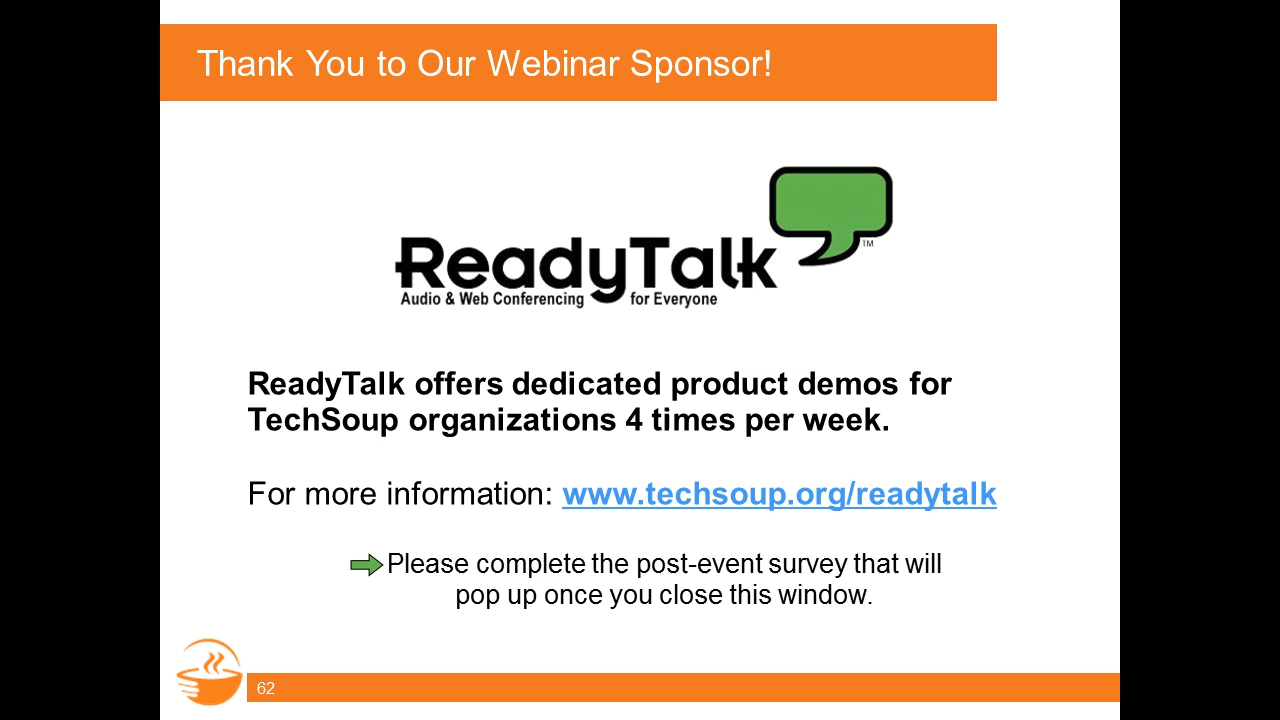 Thank You to Our Webinar Sponsor!
ReadyTalk
TM
Audio & Web Conferencing for Everyone
ReadyTalk offers dedicated product demos for
TechSoup organizations 4 times per week.
For more information: www.techsoup.org/readytalk
Please complete the post-event survey that will
pop up once you close this window.
62